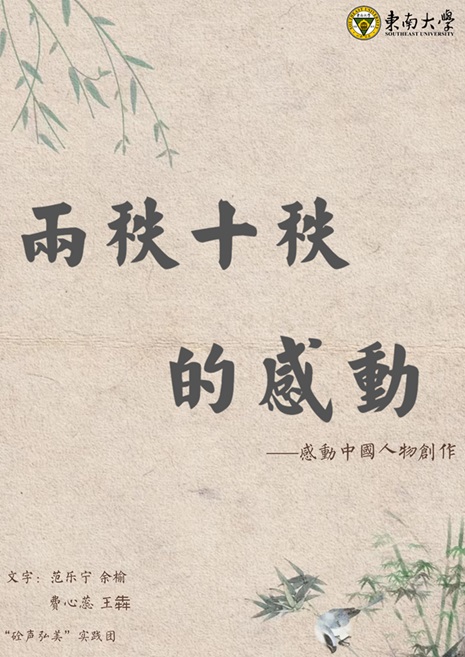 東南大學
SOUTHEAST UNIVERSITY
兩秩十秩
的感動
——感動中國人物創作
文字：范乐宁 余榆
費心蕊 王犇
“砼声弘美”实践团